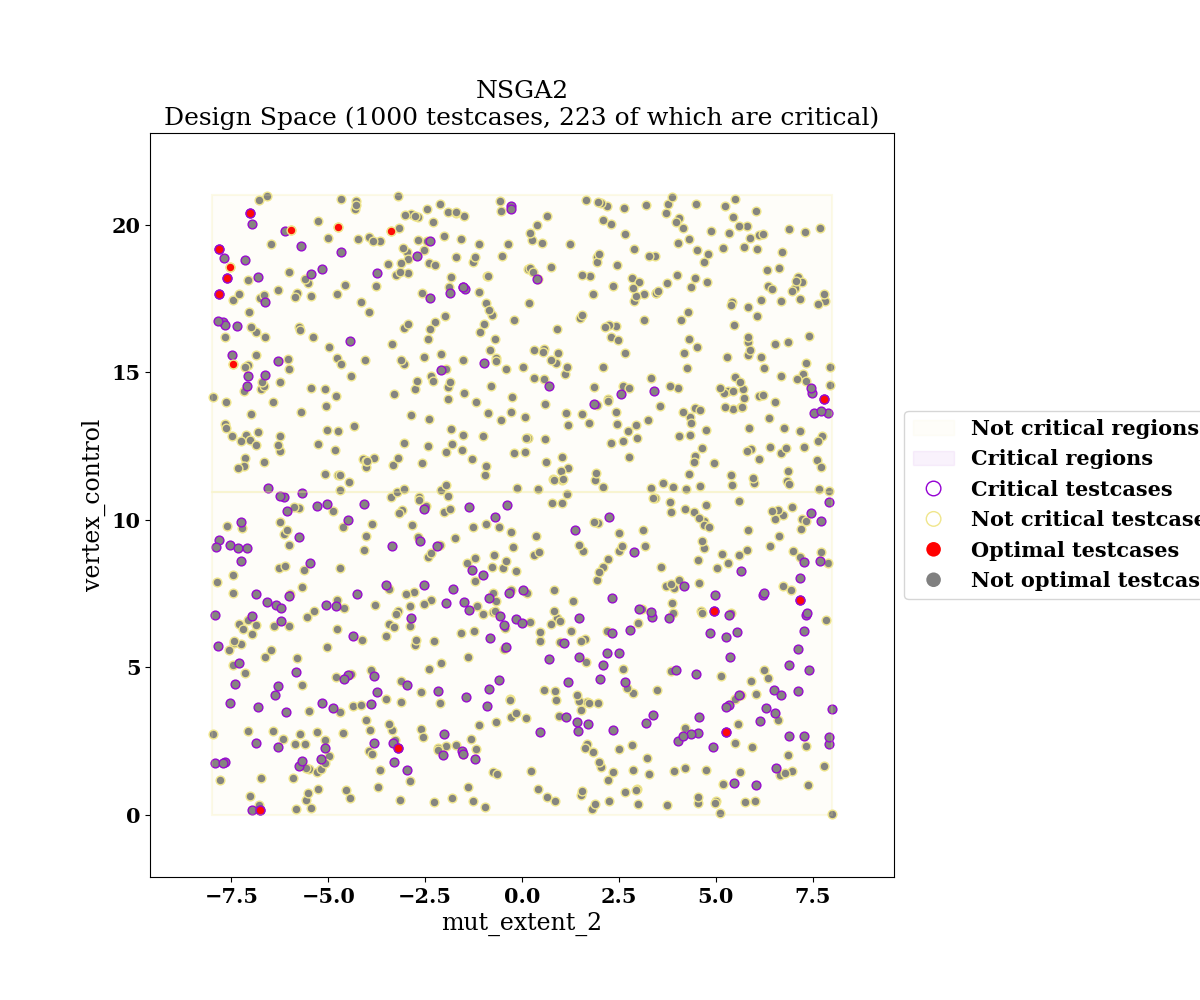 NSGA2
Design Space (1000 testcases, 223 of which are critical)
20
15
10
5
0
vertex_control
−7.5
−5.0
−2.5
0.0
2.5
5.0
7.5
mut_extent_2
Not critical regions
Critical regions
Critical testcases
Not critical testcase
Optimal testcases
Not optimal testcas